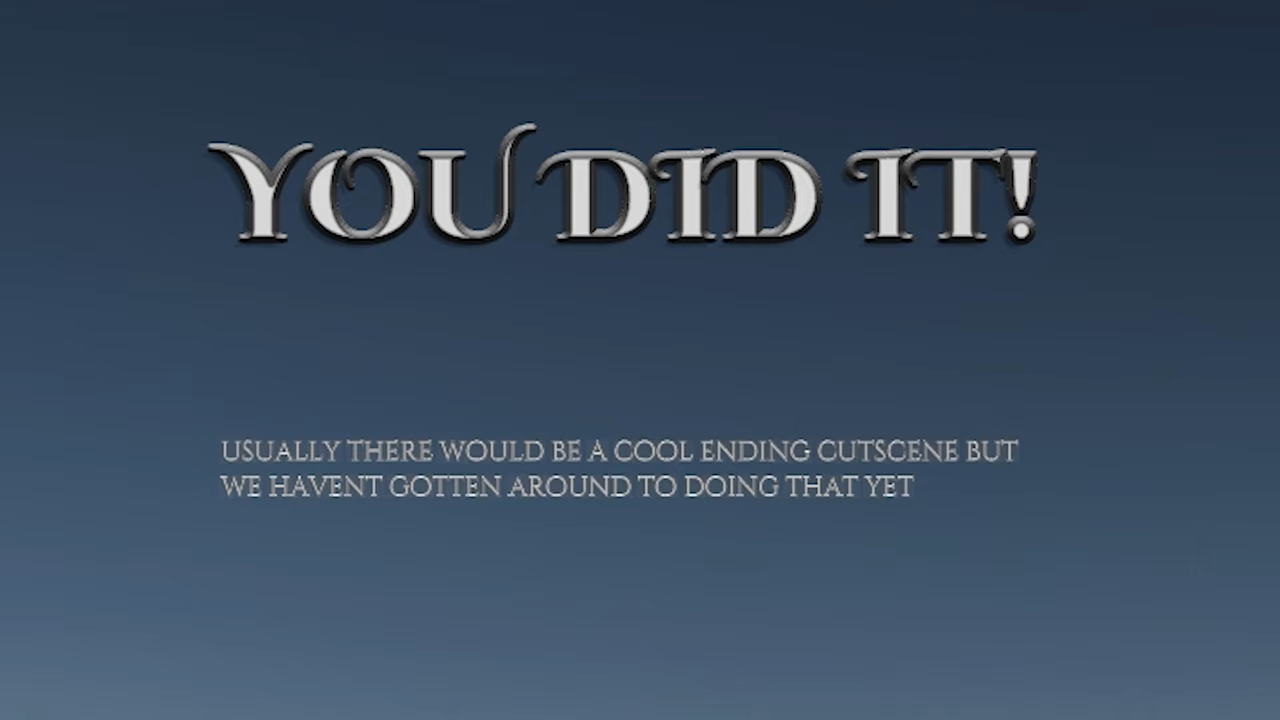 YOU DID IT!
USUALLY THERE WOULD BE A COOL ENDING CUTSCENE BUT
WE HAVENT GOTTEN AROUND TO DOING THAT YET